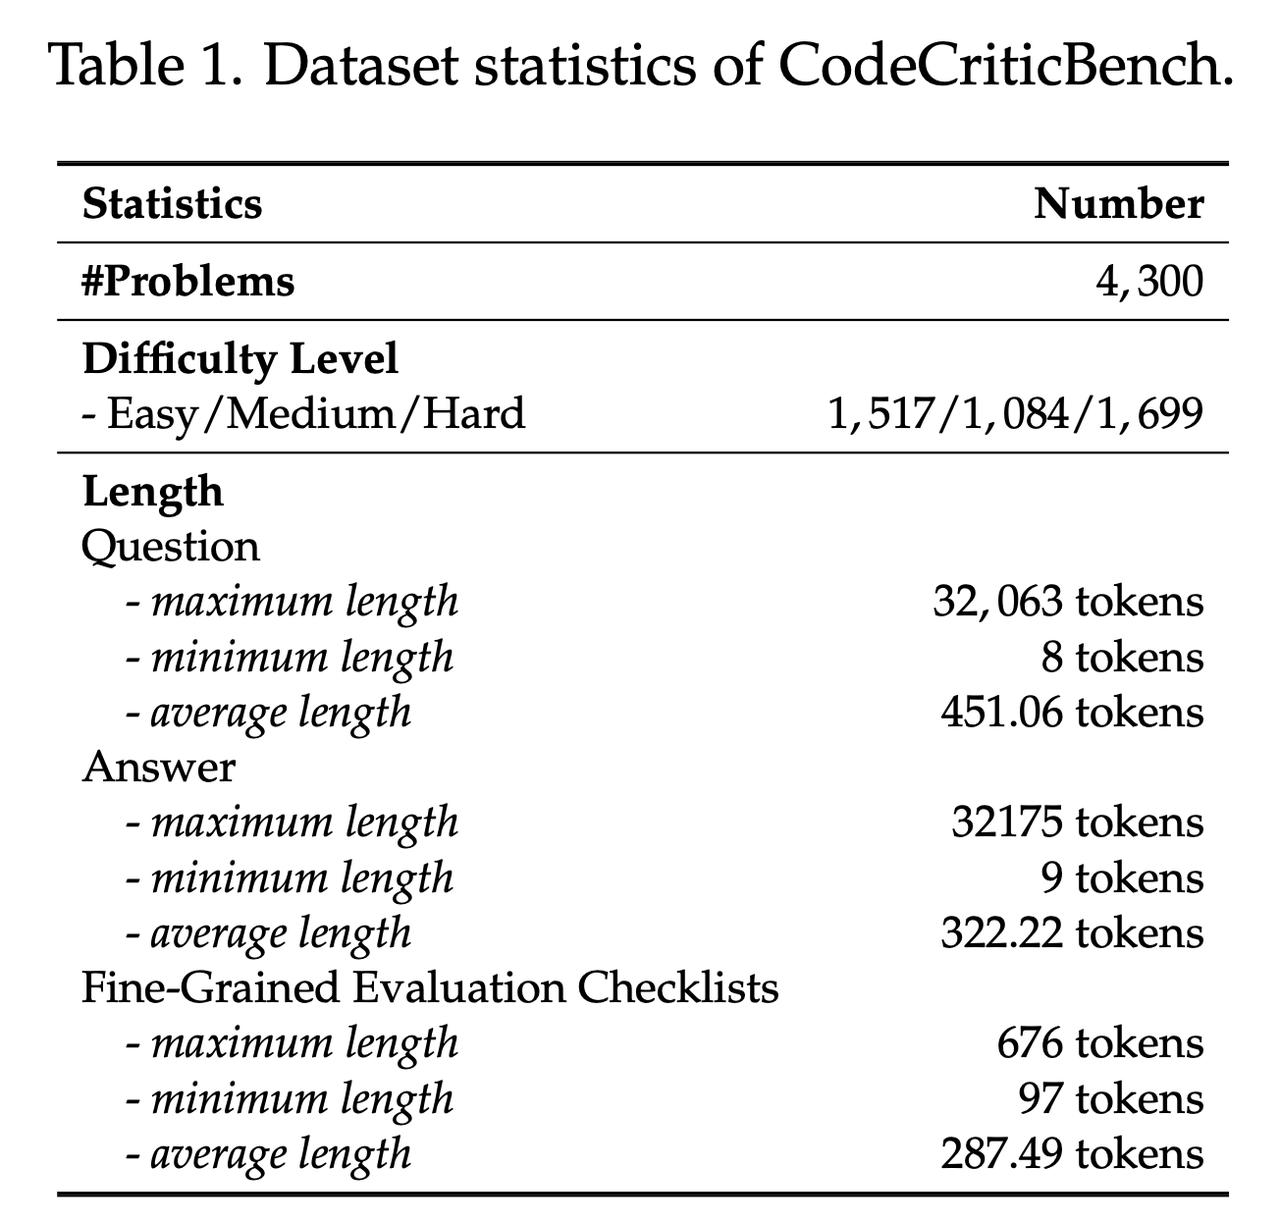 Table 1. Dataset statistics of CodeCriticBench.
Statistics Number
#Problems 4,300
Difficulty Level
- Easy/Medium/Hard 1,517/1,084/1,699
Length
Question
- maximum length 32,063 tokens
- minimum length 8 tokens
- average length 451.06 tokens
Answer
- maximum length 32175 tokens
- minimum length 9 tokens
- average length 322.22 tokens
Fine-Grained Evaluation Checklists
- maximum length 676 tokens
- minimum length 97 tokens
- average length 287.49 tokens